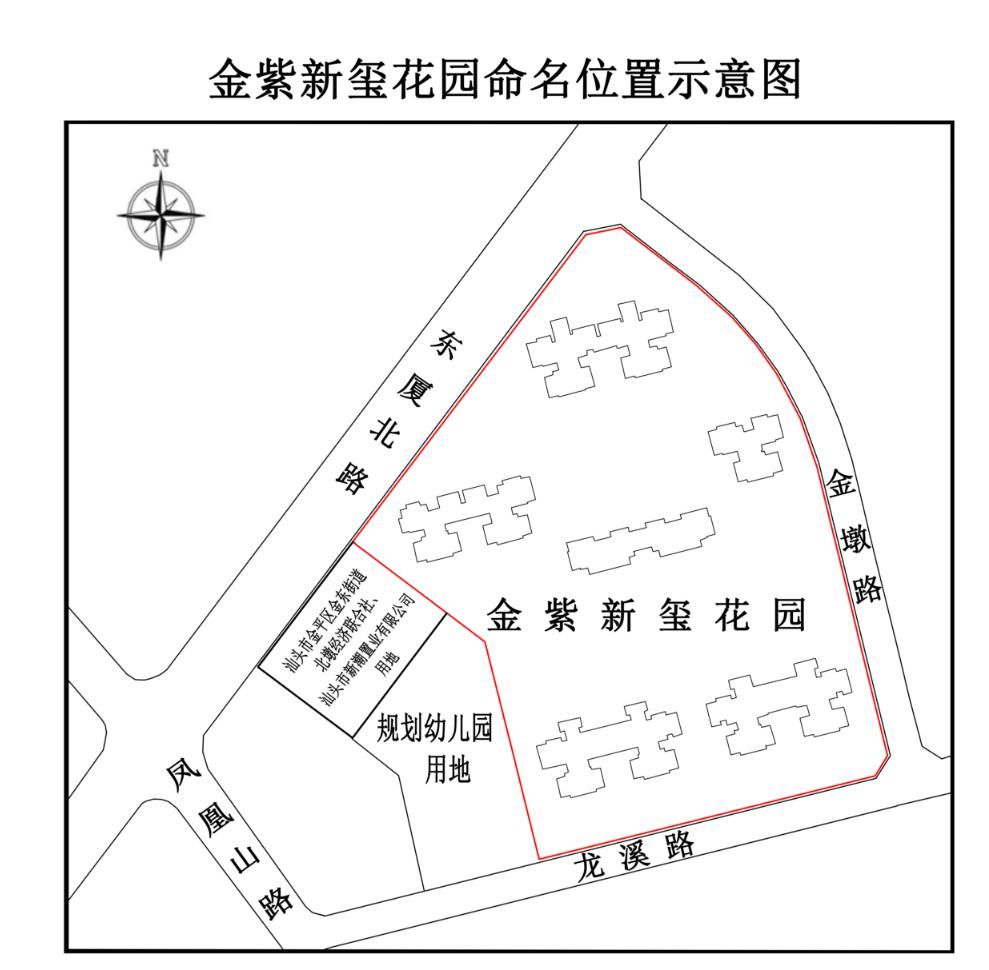 金紫新玺花园命名位置示意图
N
东厦北路
金墩路
汕头市金平区金东街道
北墩经济联合社、
汕头市新潮置业有限公司
用地
金紫新玺花园
规划幼儿园
用地
凤凰山路
龙溪路